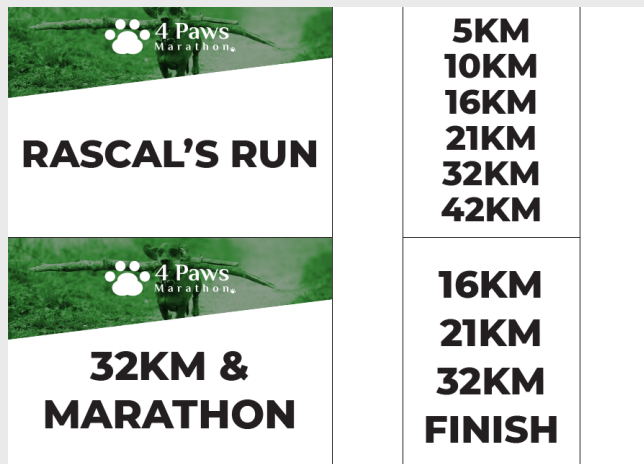 4 Paws
Marathon
RASCAL'S RUN
5KM
10KM
16KM
21KM
32KM
42KM
4 Paws
Marathon
32KM &
MARATHON
16KM
21KM
32KM
FINISH